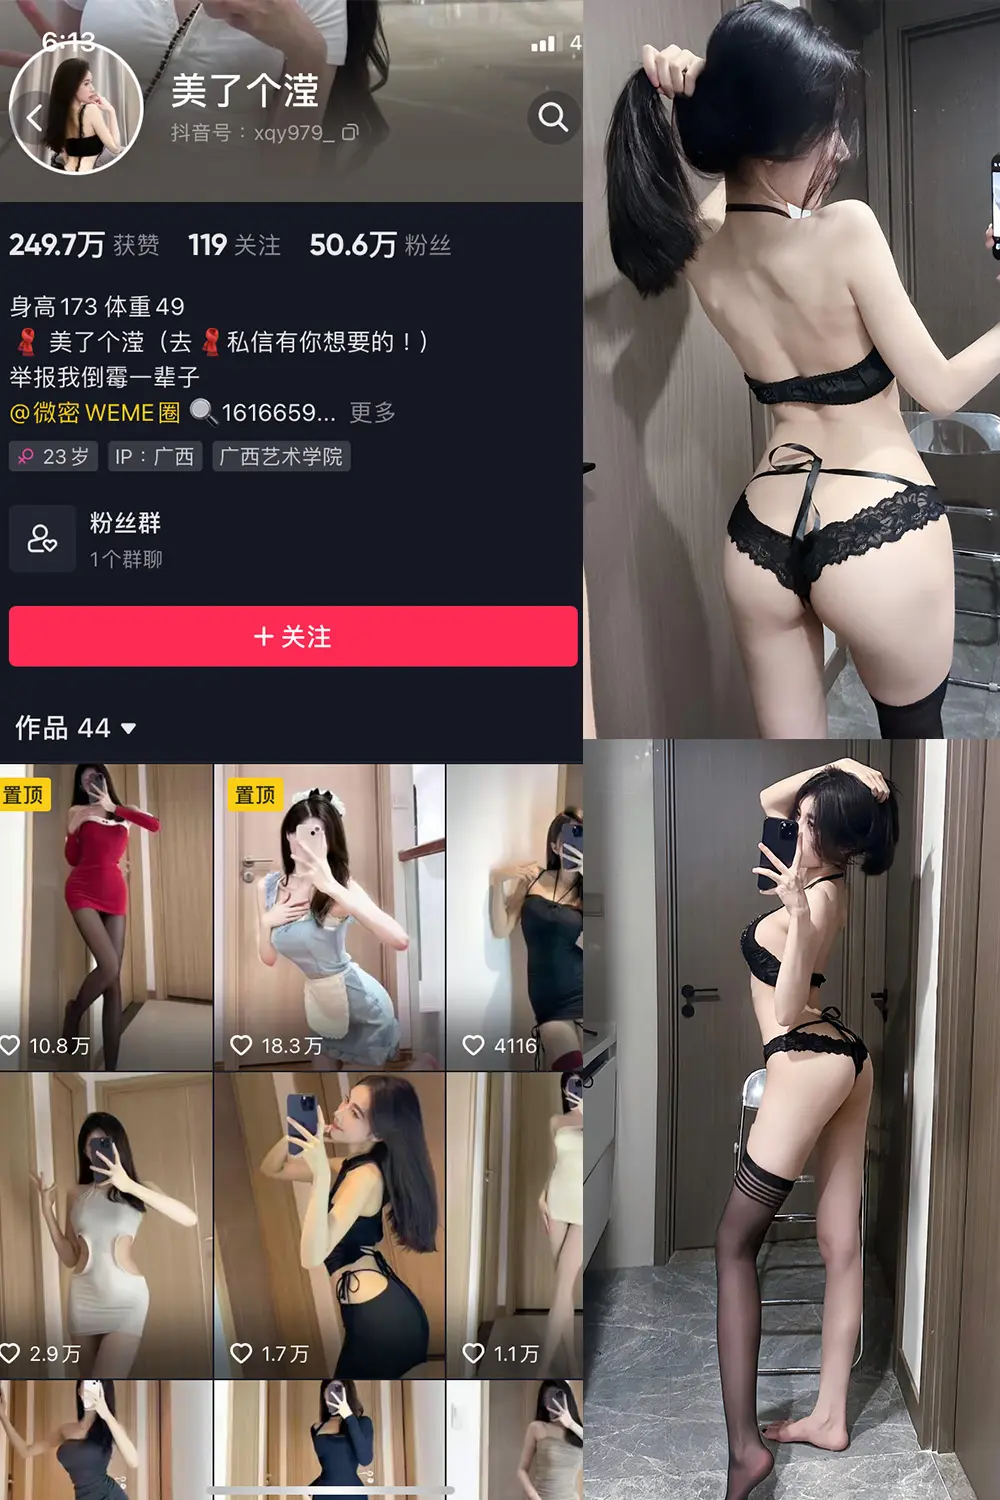 6:13
4
美了个滢
抖音号：xqy979_
249.7万 获赞 119 关注 50.6万 粉丝
身高173 体重49
美了个滢（去 私信有你想要的！）
举报我倒霉一辈子
@微密 WEME圈 1616659... 更多
23岁 IP：广西 广西艺术学院
粉丝群
1个群聊
+ 关注
作品 44
置顶 置顶
10.8万 18.3万 4116
2.9万 1.7万 1.1万